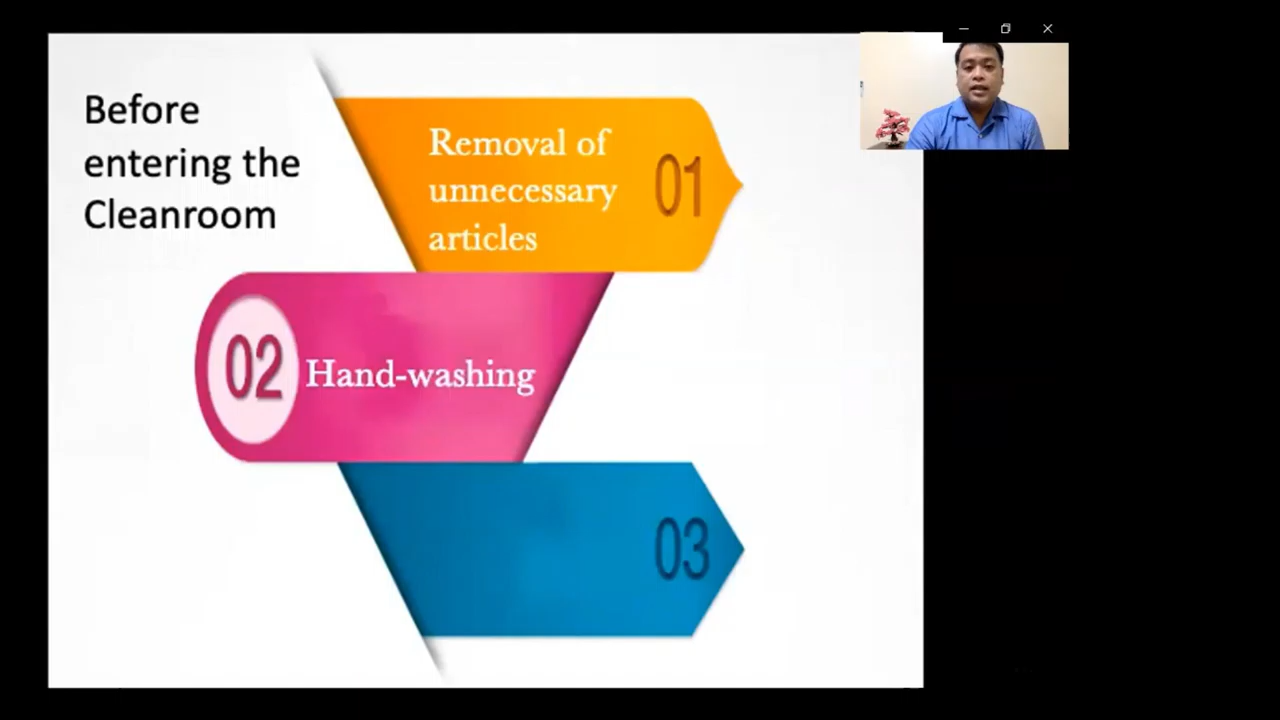 Before
entering the
Cleanroom
Removal of
unnecessary
articles
01
02
Hand-washing
03